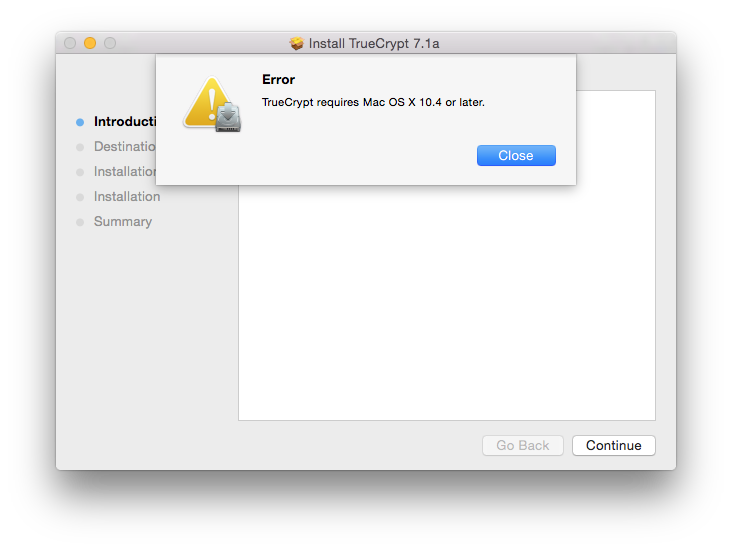 Install TrueCrypt 7.1a
Error
TrueCrypt requires Mac OS X 10.4 or later.
Close
Introducti
Destinatio
Installation
Installation
Summary
Go Back
Continue